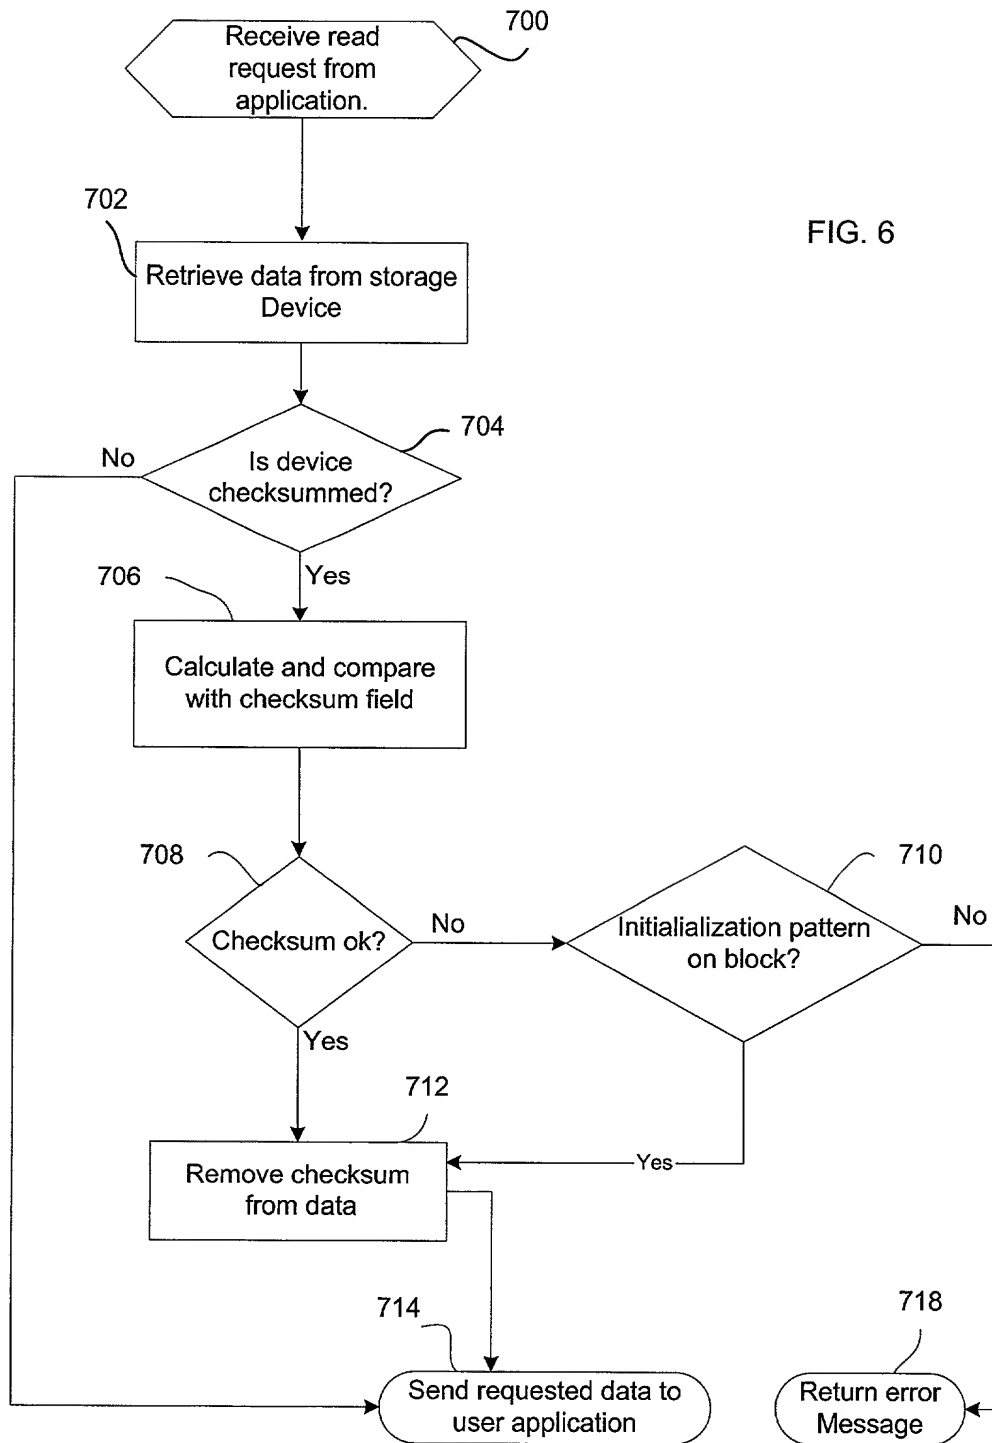 700
Receive read
request from
application.
702
FIG. 6
Retrieve data from storage
Device
704
No
Is device
checksummed?
Yes
706
Calculate and compare
with checksum field
708
710
Checksum ok?
No
Initialialization pattern
on block?
No
Yes
712
Remove checksum
from data
Yes
714
718
Send requested data to
user application
Return error
Message